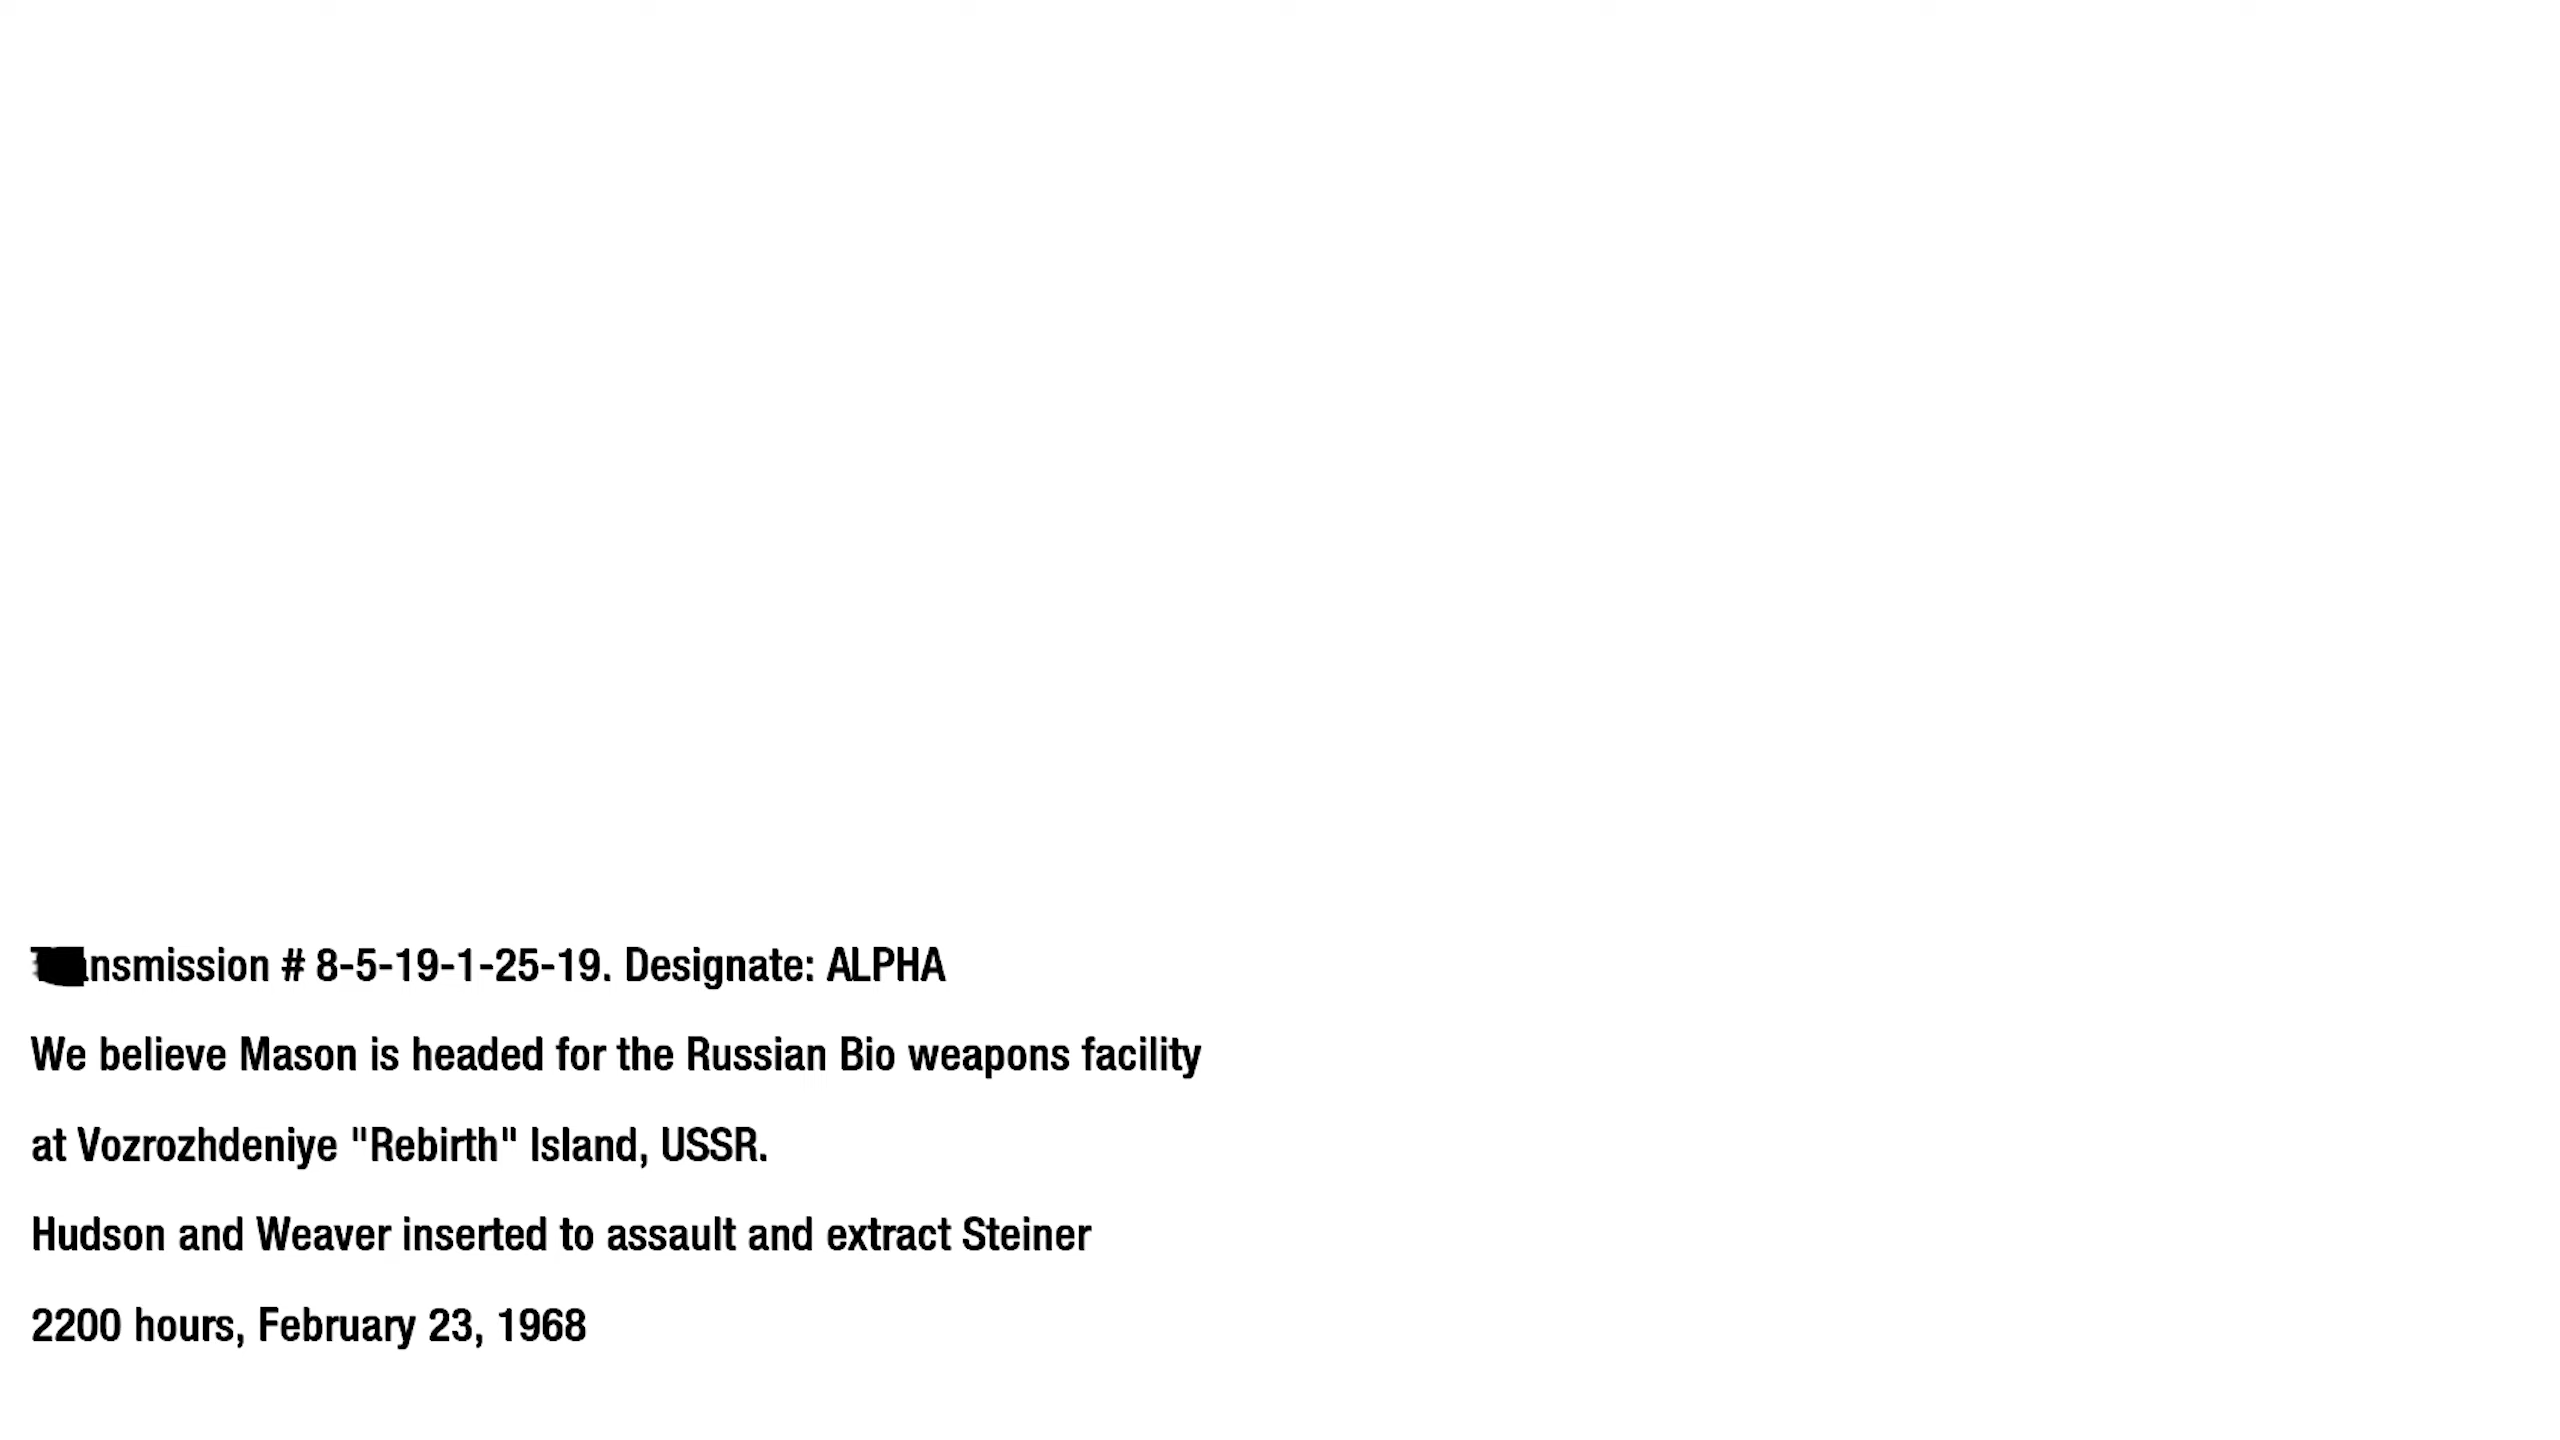 Transmission # 8-5-19-1-25-19. Designate: ALPHA
We believe Mason is headed for the Russian Bio weapons facility
at Vozrozhdeniye "Rebirth" Island, USSR.
Hudson and Weaver inserted to assault and extract Steiner
2200 hours, February 23, 1968